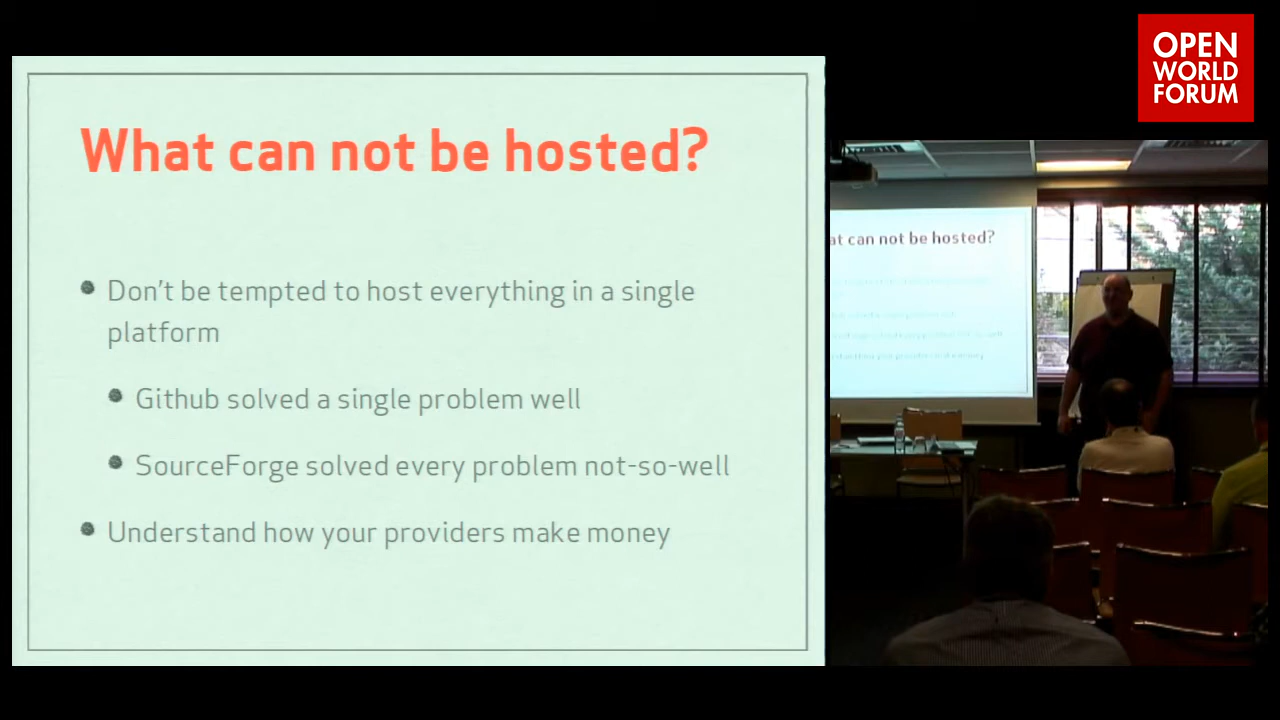 OPEN
WORLD
FORUM
What can not be hosted?
Don't be tempted to host everything in a single
platform
Github solved a single problem well
SourceForge solved every problem not-so-well
Understand how your providers make money
at can not be hosted?